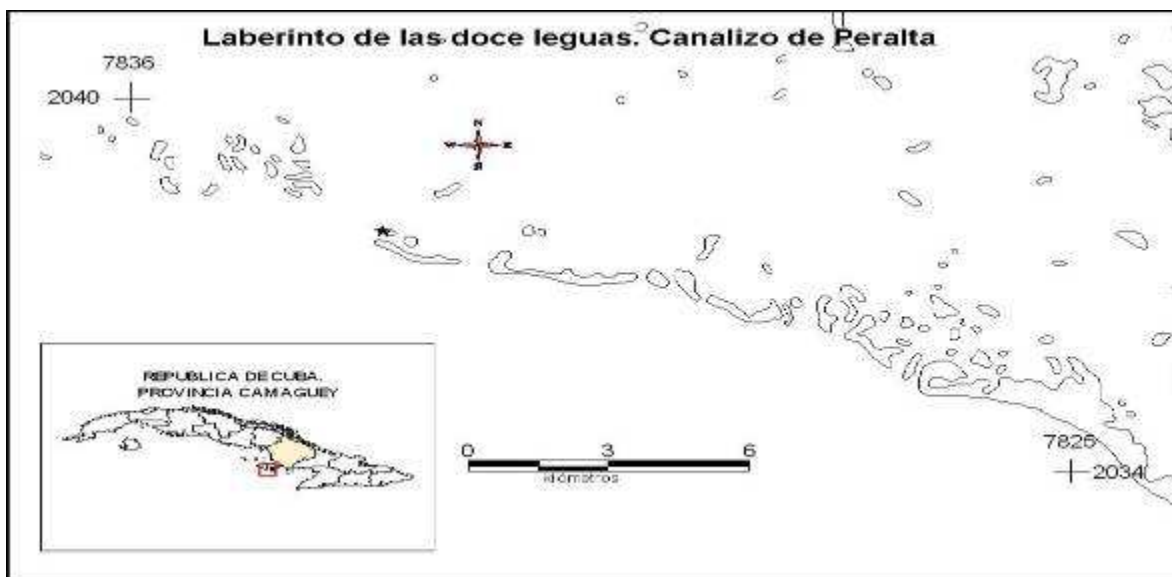 Laberinto de las doce leguas. Canalizo de Peralta
7836
2040
N
W E
S
REPUBLICA DE CUBA.
PROVINCIA CAMAGUEY
0 3 6
kilómetros
7825
2034